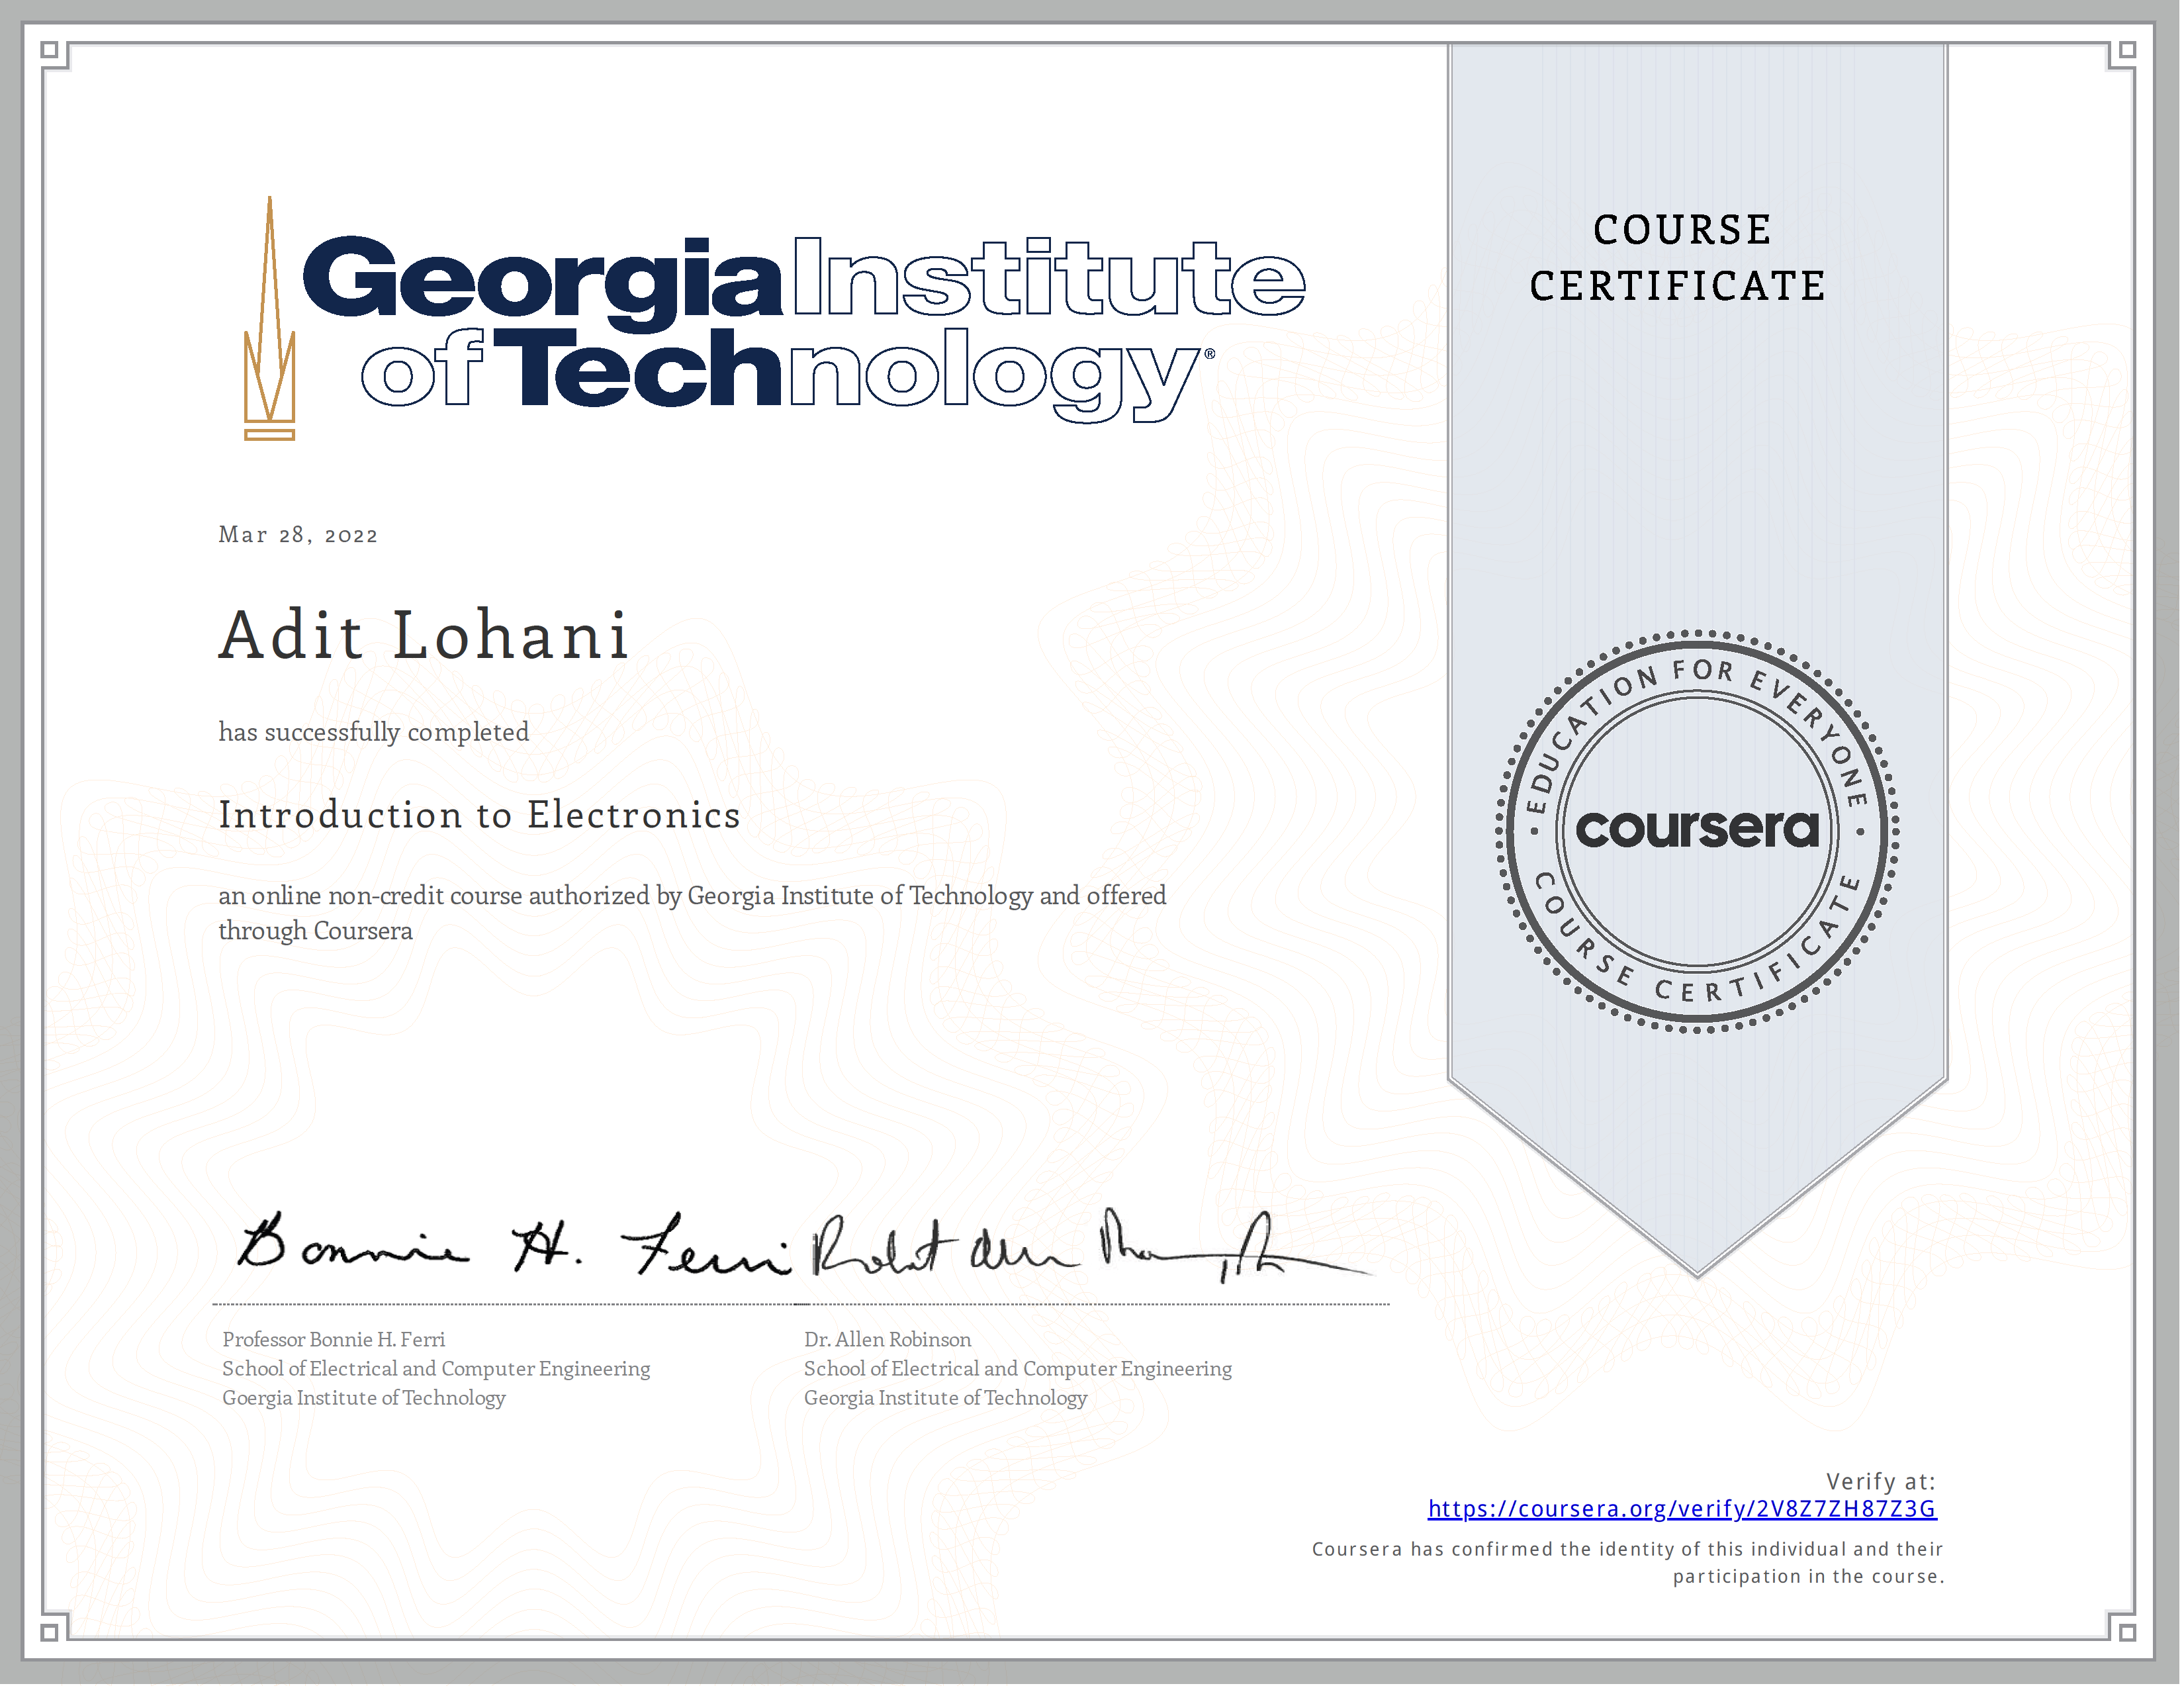 Georgia Institute
of Technology®
COURSE
CERTIFICATE
Mar 28, 2022
Adit Lohani
has successfully completed
Introduction to Electronics
an online non-credit course authorized by Georgia Institute of Technology and offered
through Coursera
EDUCATION FOR EVERYONE
coursera
COURSE CERTIFICATE
Bonnie H. Ferri
Professor Bonnie H. Ferri
School of Electrical and Computer Engineering
Goergia Institute of Technology
Robert Allen
Dr. Allen Robinson
School of Electrical and Computer Engineering
Georgia Institute of Technology
Verify at:
https://coursera.org/verify/2V8Z7ZH87Z3G
Coursera has confirmed the identity of this individual and their
participation in the course.